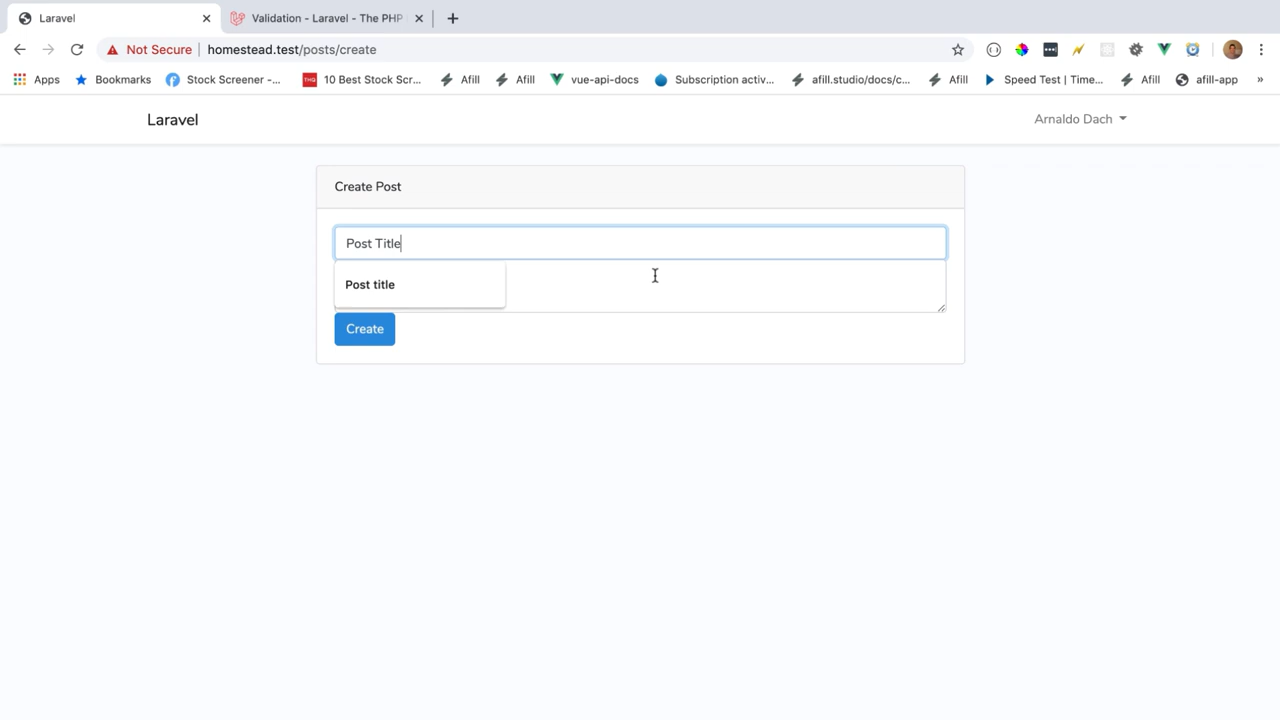 Laravel
Validation - Laravel - The PHP
Not Secure
homestead.test/posts/create
Apps
Bookmarks
Stock Screener -...
10 Best Stock Scr...
Afill
Afill
vue-api-docs
Subscription activ...
afill.studio/docs/c...
Afill
Speed Test | Time...
Afill
afill-app
»
Laravel
Arnaldo Dach
Create Post
Post Title
Post title
Create